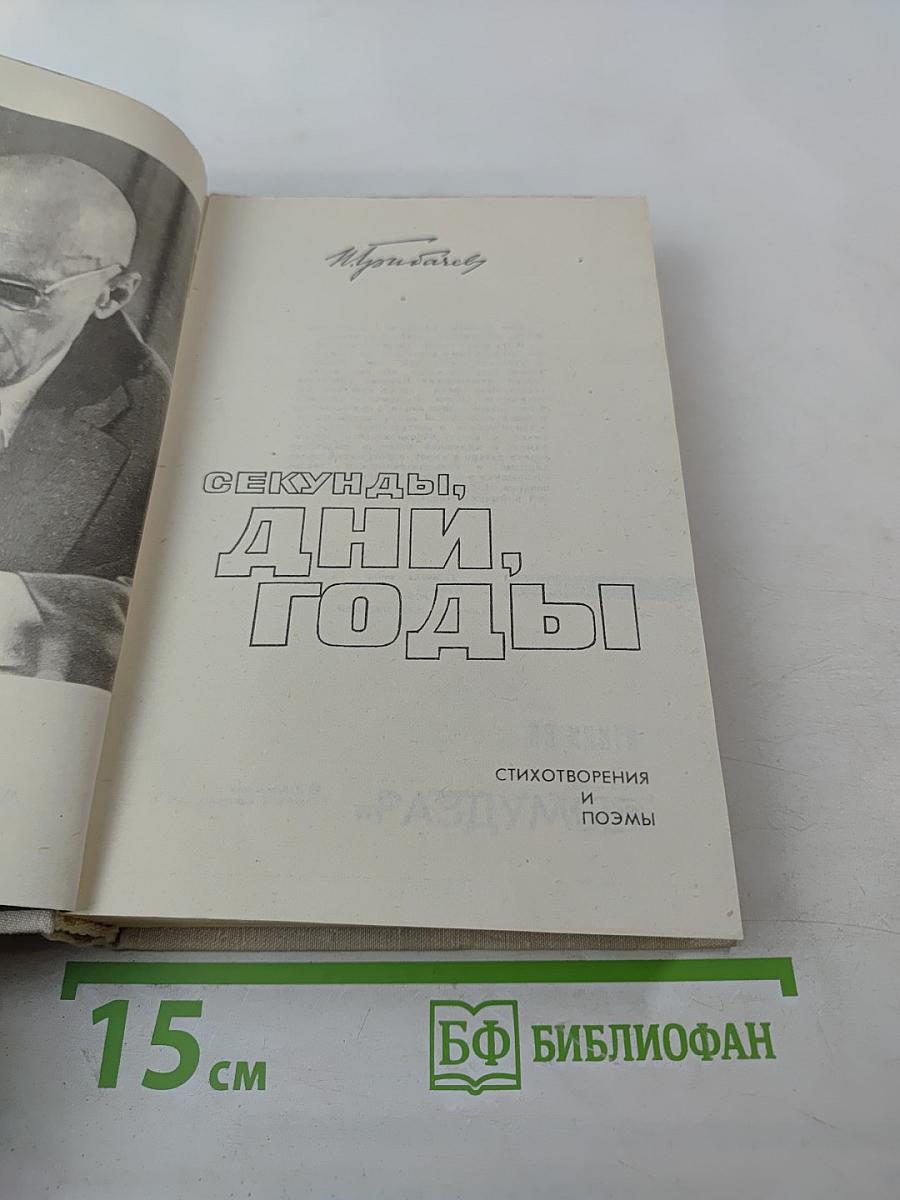 Н. Грибачев
СЕКУНДЫ,
ДНИ,
ГОДЫ
СТИХОТВОРЕНИЯ
И
ПОЭМЫ
15 см
БФ БИБЛИОФАН